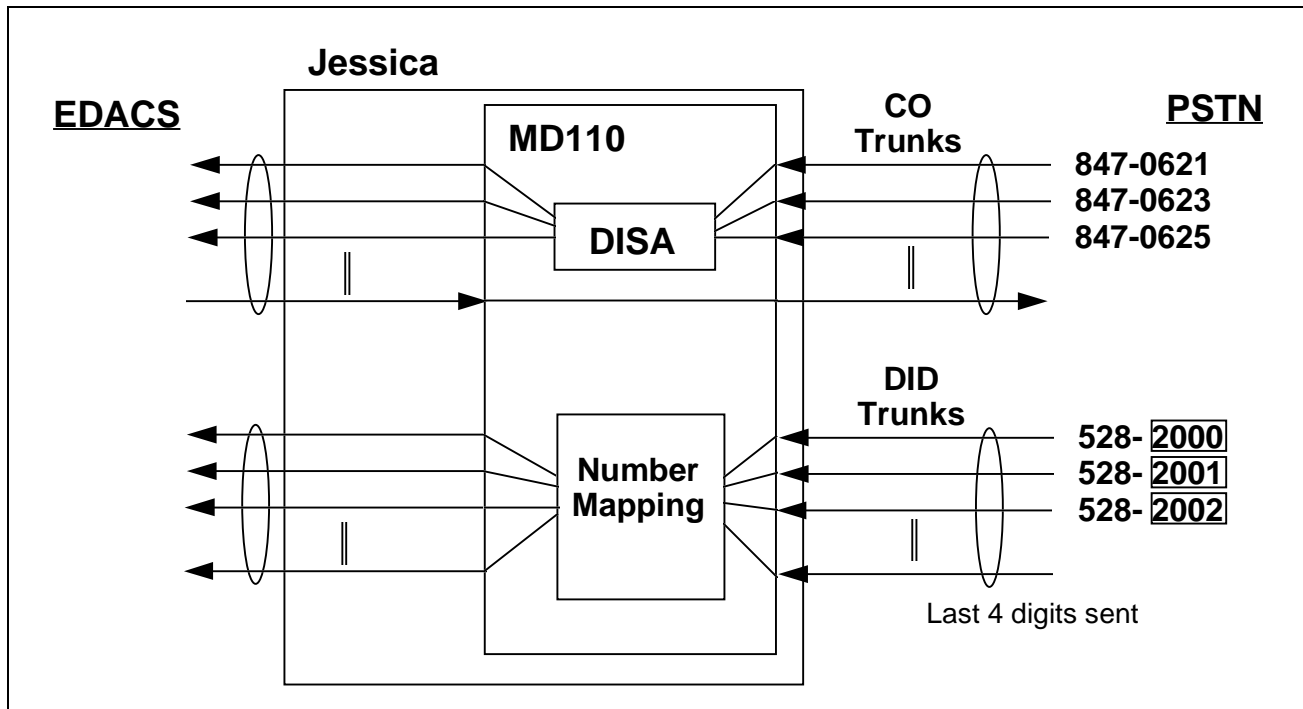 Jessica
EDACS
MD110
CO
Trunks
PSTN
DISA
847-0621
847-0623
847-0625
DID
Trunks
Number
Mapping
528- 2000
528- 2001
528- 2002
Last 4 digits sent